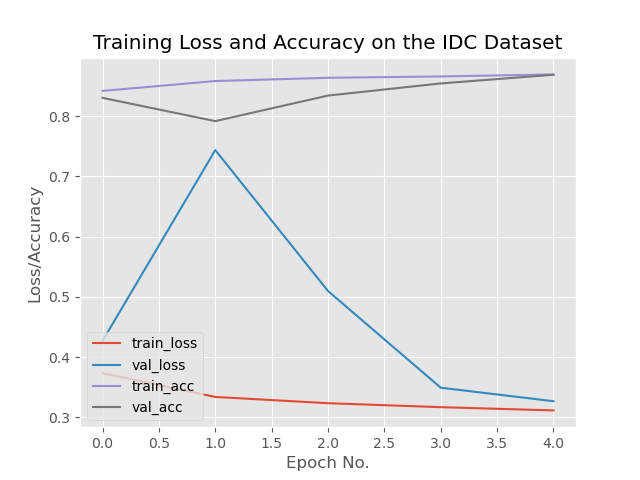 Training Loss and Accuracy on the IDC Dataset
Loss/Accuracy
0.8
0.7
0.6
0.5
0.4
0.3
train_loss
val_loss
train_acc
val_acc
0.0 0.5 1.0 1.5 2.0 2.5 3.0 3.5 4.0
Epoch No.